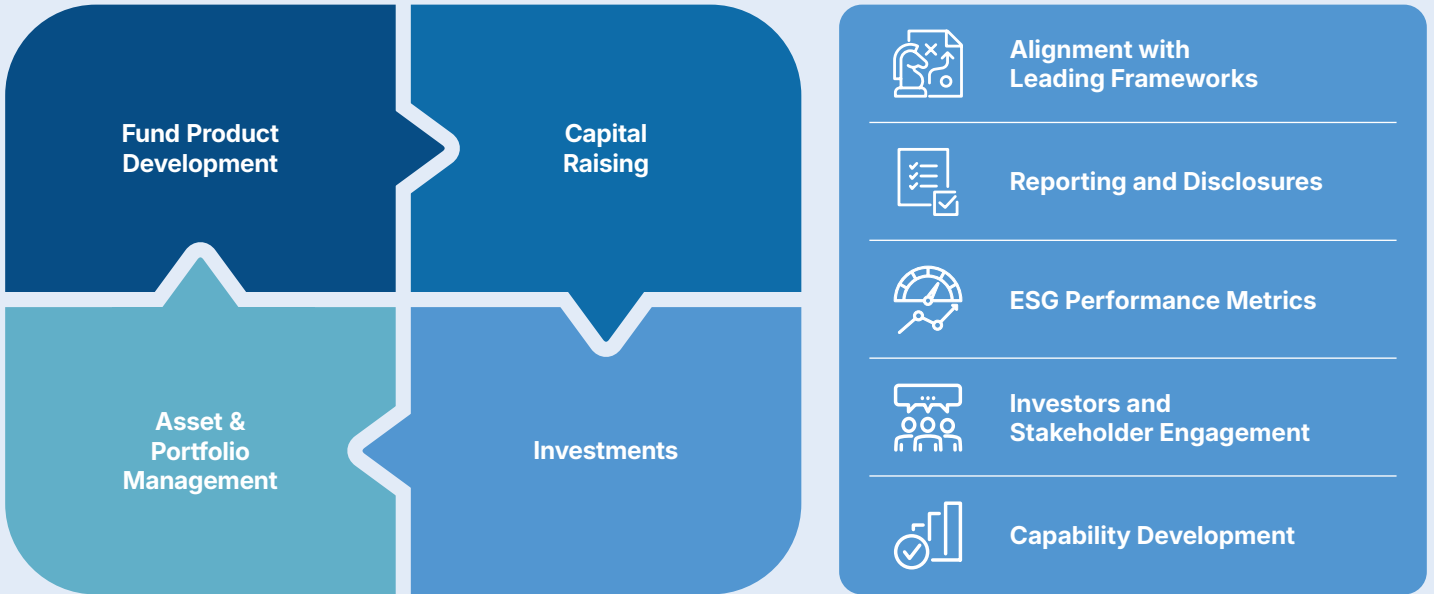 Fund Product
Development
Capital
Raising
Asset &
Portfolio
Management
Investments
Alignment with
Leading Frameworks
Reporting and Disclosures
ESG Performance Metrics
Investors and
Stakeholder Engagement
Capability Development